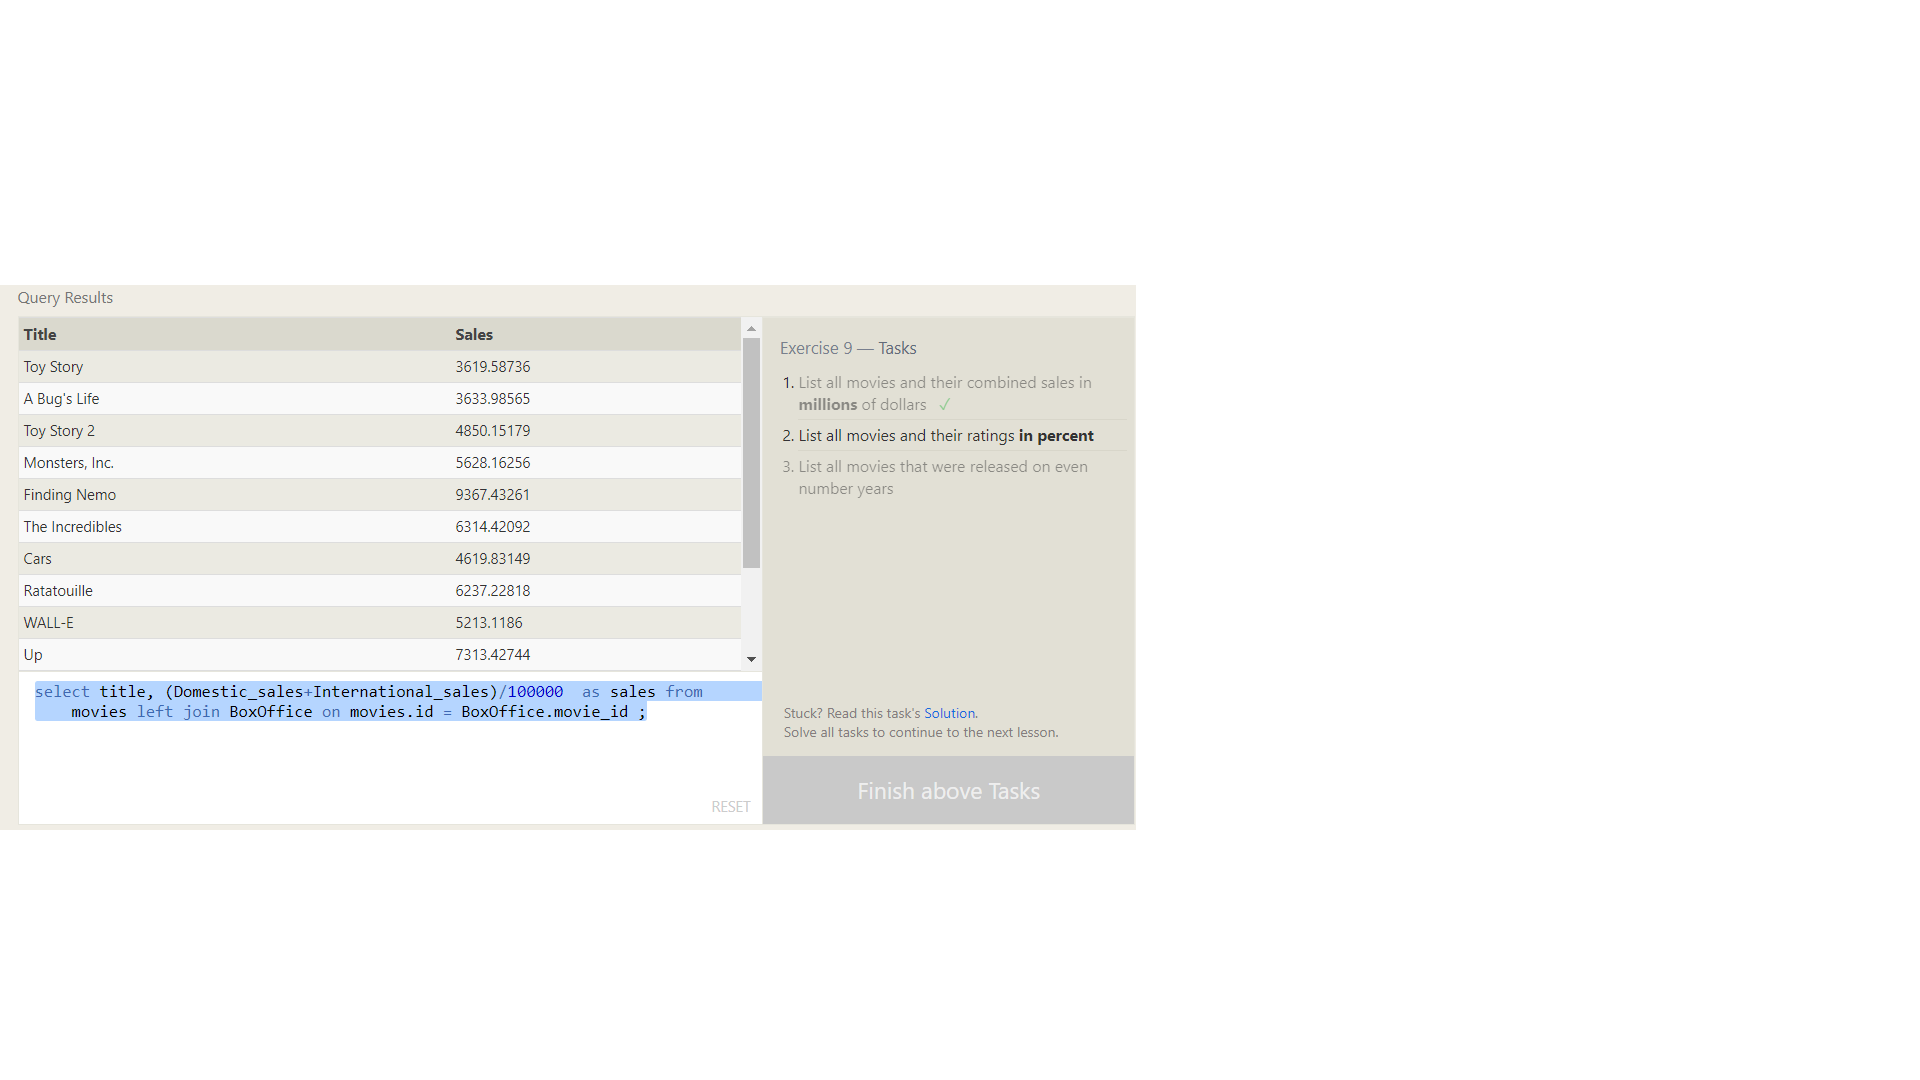 Query Results
Title Sales
Toy Story 3619.58736
A Bug's Life 3633.98565
Toy Story 2 4850.15179
Monsters, Inc. 5628.16256
Finding Nemo 9367.43261
The Incredibles 6314.42092
Cars 4619.83149
Ratatouille 6237.22818
WALL-E 5213.1186
Up 7313.42744
select title, (Domestic_sales+International_sales)/100000  as sales from
movies left join BoxOffice on movies.id = BoxOffice.movie_id ;
RESET
Exercise 9 — Tasks
1. List all movies and their combined sales in
millions of dollars ✓
2. List all movies and their ratings in percent
3. List all movies that were released on even
number years
Stuck? Read this task's Solution.
Solve all tasks to continue to the next lesson.
Finish above Tasks